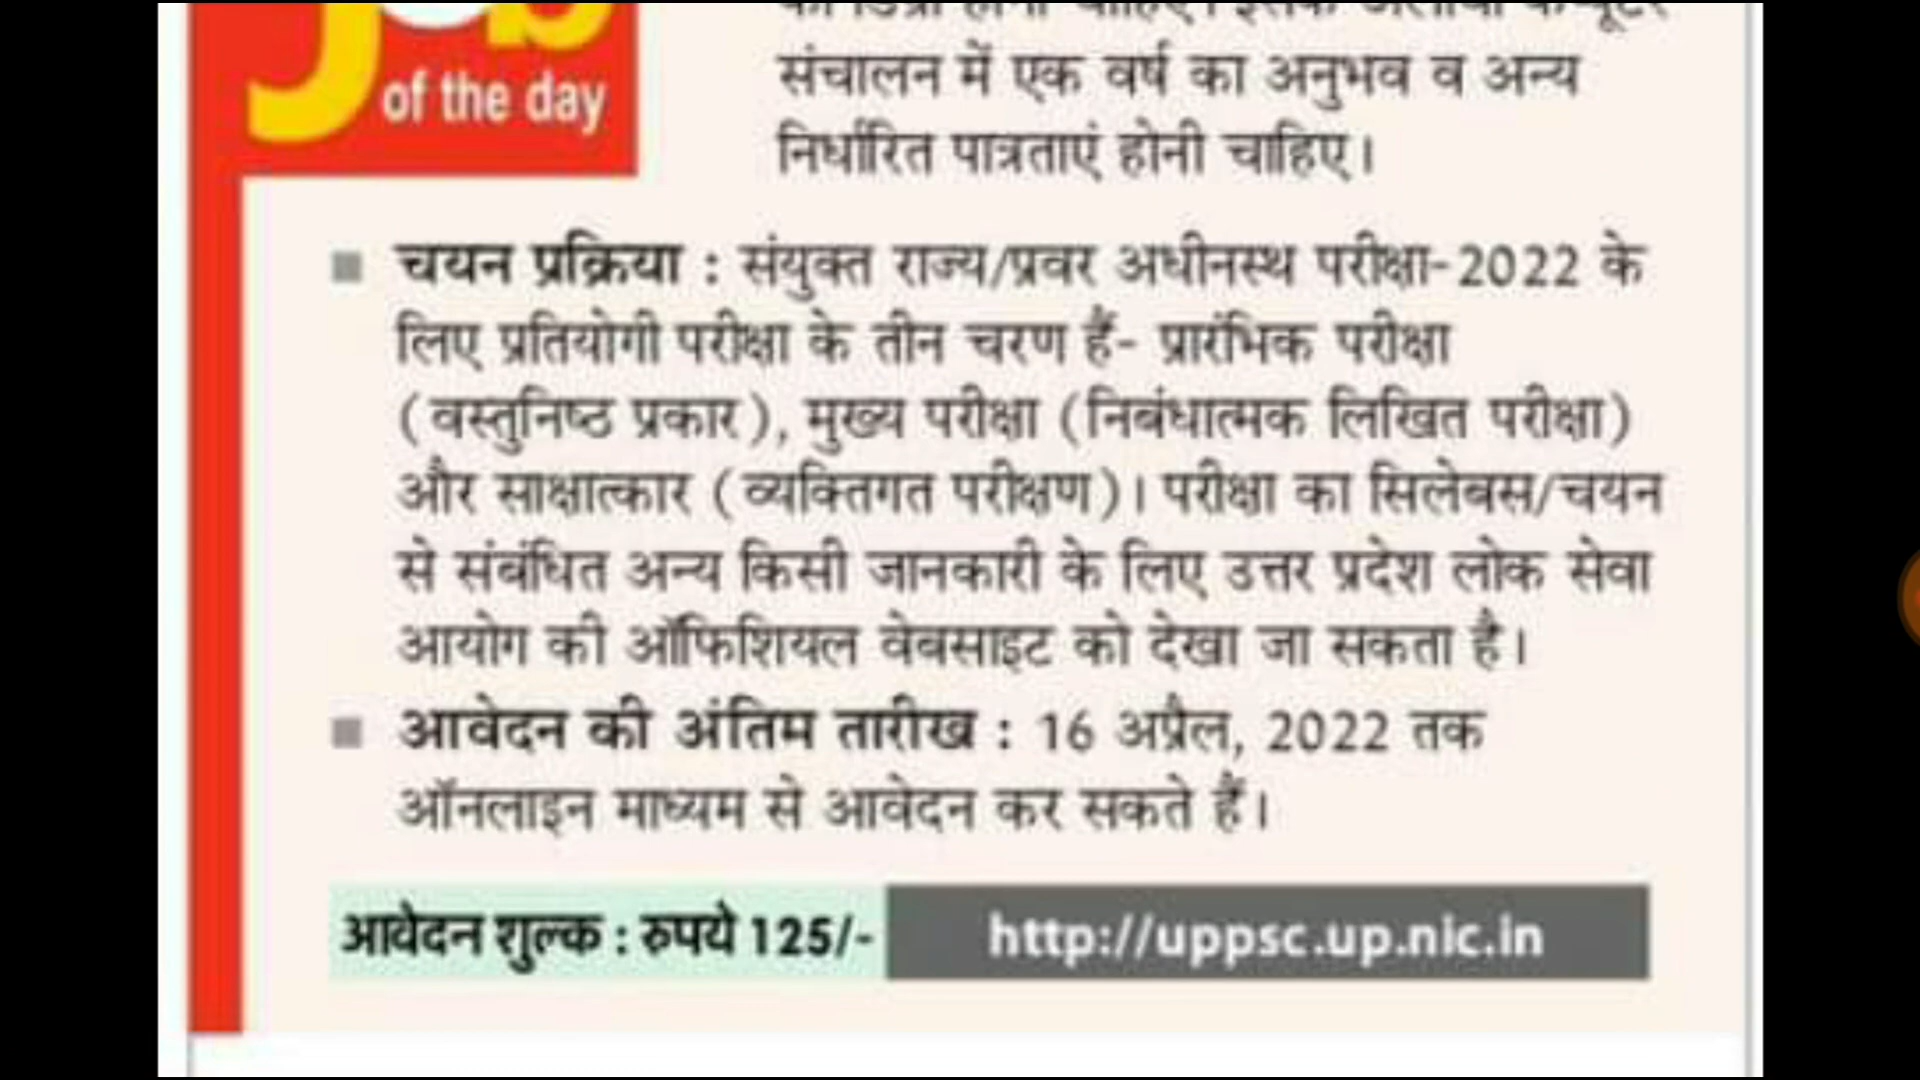 Job
of the day
संचालन में एक वर्ष का अनुभव व अन्य
निर्धारित पात्रताएं होनी चाहिए।
■ चयन प्रक्रिया : संयुक्त राज्य/प्रवर अधीनस्थ परीक्षा-2022 के
लिए प्रतियोगी परीक्षा के तीन चरण हैं- प्रारंभिक परीक्षा
(वस्तुनिष्ठ प्रकार), मुख्य परीक्षा (निबंधात्मक लिखित परीक्षा)
और साक्षात्कार (व्यक्तिगत परीक्षण)। परीक्षा का सिलेबस/चयन
से संबंधित अन्य किसी जानकारी के लिए उत्तर प्रदेश लोक सेवा
आयोग की ऑफिशियल वेबसाइट को देखा जा सकता है।
■ आवेदन की अंतिम तारीख : 16 अप्रैल, 2022 तक
ऑनलाइन माध्यम से आवेदन कर सकते हैं।
आवेदन शुल्क : रुपये 125/-
http://uppsc.up.nic.in